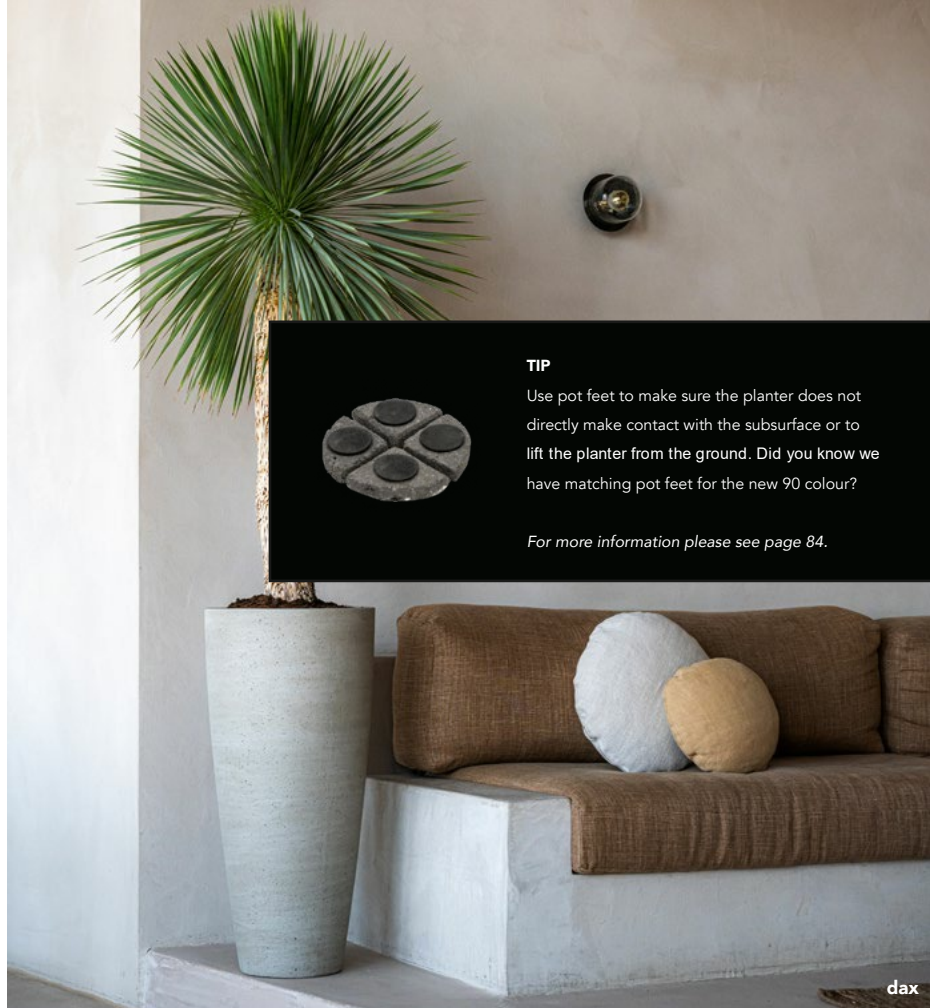 TIP
Use pot feet to make sure the planter does not
directly make contact with the subsurface or to
lift the planter from the ground. Did you know we
have matching pot feet for the new 90 colour?
For more information please see page 84.
dax